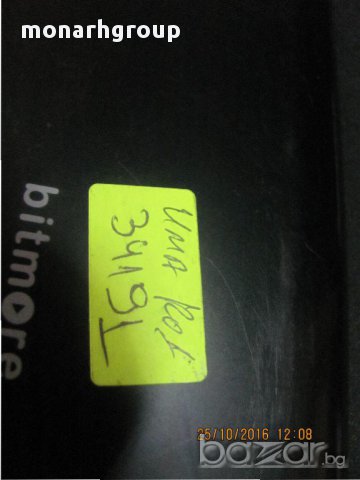 monarhgroup
bitmore
ИМА КОД
34191
25/10/2016 12:08
bazar.bg